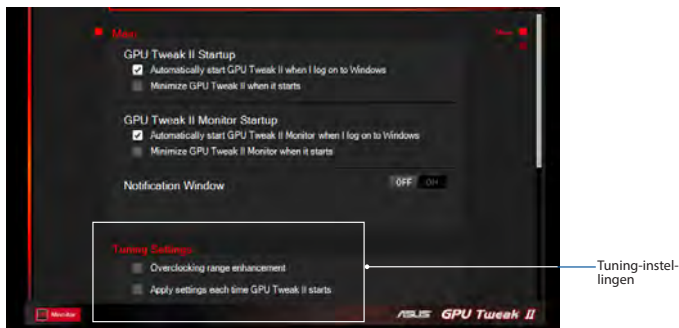 Main
GPU Tweak II Startup
Automatically start GPU Tweak II when I log on to Windows
Minimize GPU Tweak II when it starts
GPU Tweak II Monitor Startup
Automatically start GPU Tweak II Monitor when I log on to Windows
Minimize GPU Tweak II Monitor when it starts
Notification Window
OFF ON
Tuning Settings
Overclocking range enhancement
Apply settings each time GPU Tweak II starts
Tuning-instel-
lingen
Monitor
ASUS GPU Tweak II